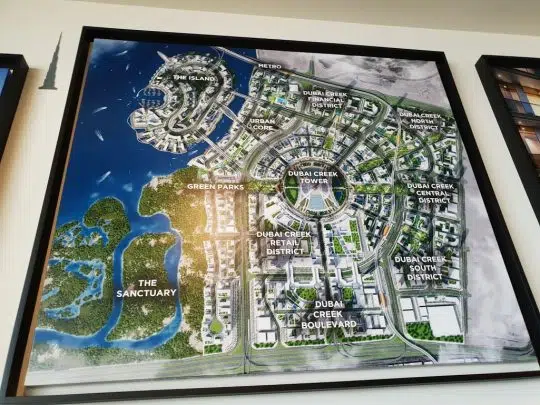 METRO
THE ISLAND
DUBAI CREEK
FINANCIAL
DISTRICT
URBAN
CORE
DUBAI CREEK
NORTH
DISTRICT
DUBAI CREEK
TOWER
GREEN PARKS
DUBAI CREEK
CENTRAL
DISTRICT
DUBAI CREEK
RETAIL
DISTRICT
DUBAI CREEK
SOUTH
DISTRICT
THE
SANCTUARY
DUBAI
CREEK
BOULEVARD